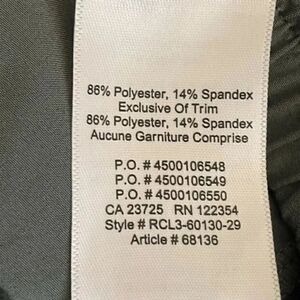 86% Polyester, 14% Spandex
Exclusive Of Trim
86% Polyester, 14% Spandex
Aucune Garniture Comprise
P.O. # 4500106548
P.O. # 4500106549
P.O. # 4500106550
CA 23725 RN 122354
Style # RCL3-60130-29
Article # 68136